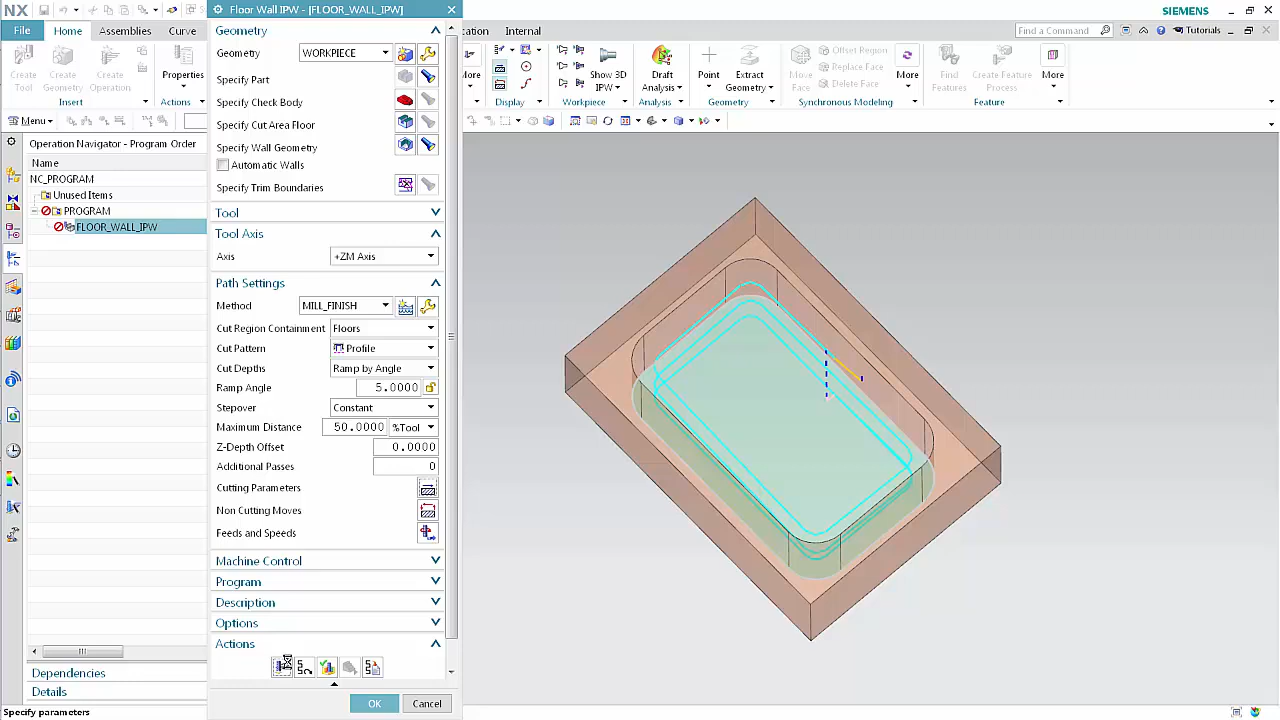 NX
Floor Wall IPW - [FLOOR_WALL_IPW]
SIEMENS
File
Home
Assemblies
Curve
Internal
Find a Command
Tutorials
Create Tool
Create Geometry
Create Operation
Properties
Insert
Actions
More
Display
Show 3D IPW
Workpiece
Draft Analysis
Analysis
Point
Extract Geometry
Geometry
Move Face
Offset Region
Replace Face
Delete Face
More
Synchronous Modeling
Find Features
Create Feature Process
More
Feature
Menu
Operation Navigator - Program Order
Name
NC_PROGRAM
Unused Items
PROGRAM
FLOOR_WALL_IPW
Dependencies
Details
Specify parameters
Geometry
Geometry WORKPIECE
Specify Part
Specify Check Body
Specify Cut Area Floor
Specify Wall Geometry
Automatic Walls
Specify Trim Boundaries
Tool
Tool Axis
Axis +ZM Axis
Path Settings
Method MILL_FINISH
Cut Region Containment Floors
Cut Pattern Profile
Cut Depths Ramp by Angle
Ramp Angle 5.0000
Stepover Constant
Maximum Distance 50.0000 %Tool
Z-Depth Offset 0.0000
Additional Passes 0
Cutting Parameters
Non Cutting Moves
Feeds and Speeds
Machine Control
Program
Description
Options
Actions
OK Cancel